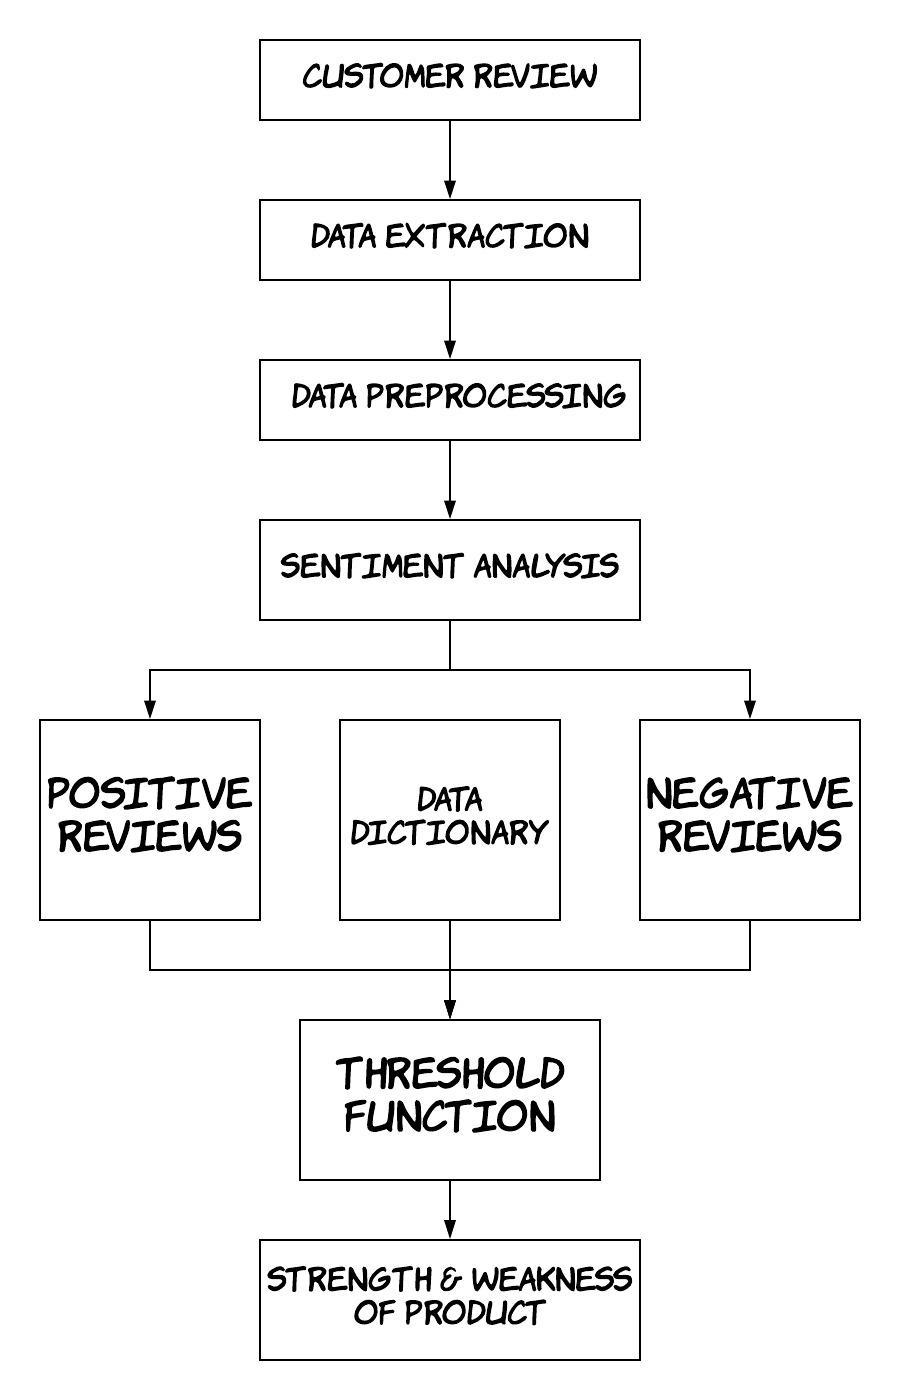 CUSTOMER REVIEW
DATA EXTRACTION
DATA PREPROCESSING
SENTIMENT ANALYSIS
POSITIVE
REVIEWS
DATA
DICTIONARY
NEGATIVE
REVIEWS
THRESHOLD
FUNCTION
STRENGTH & WEAKNESS
OF PRODUCT